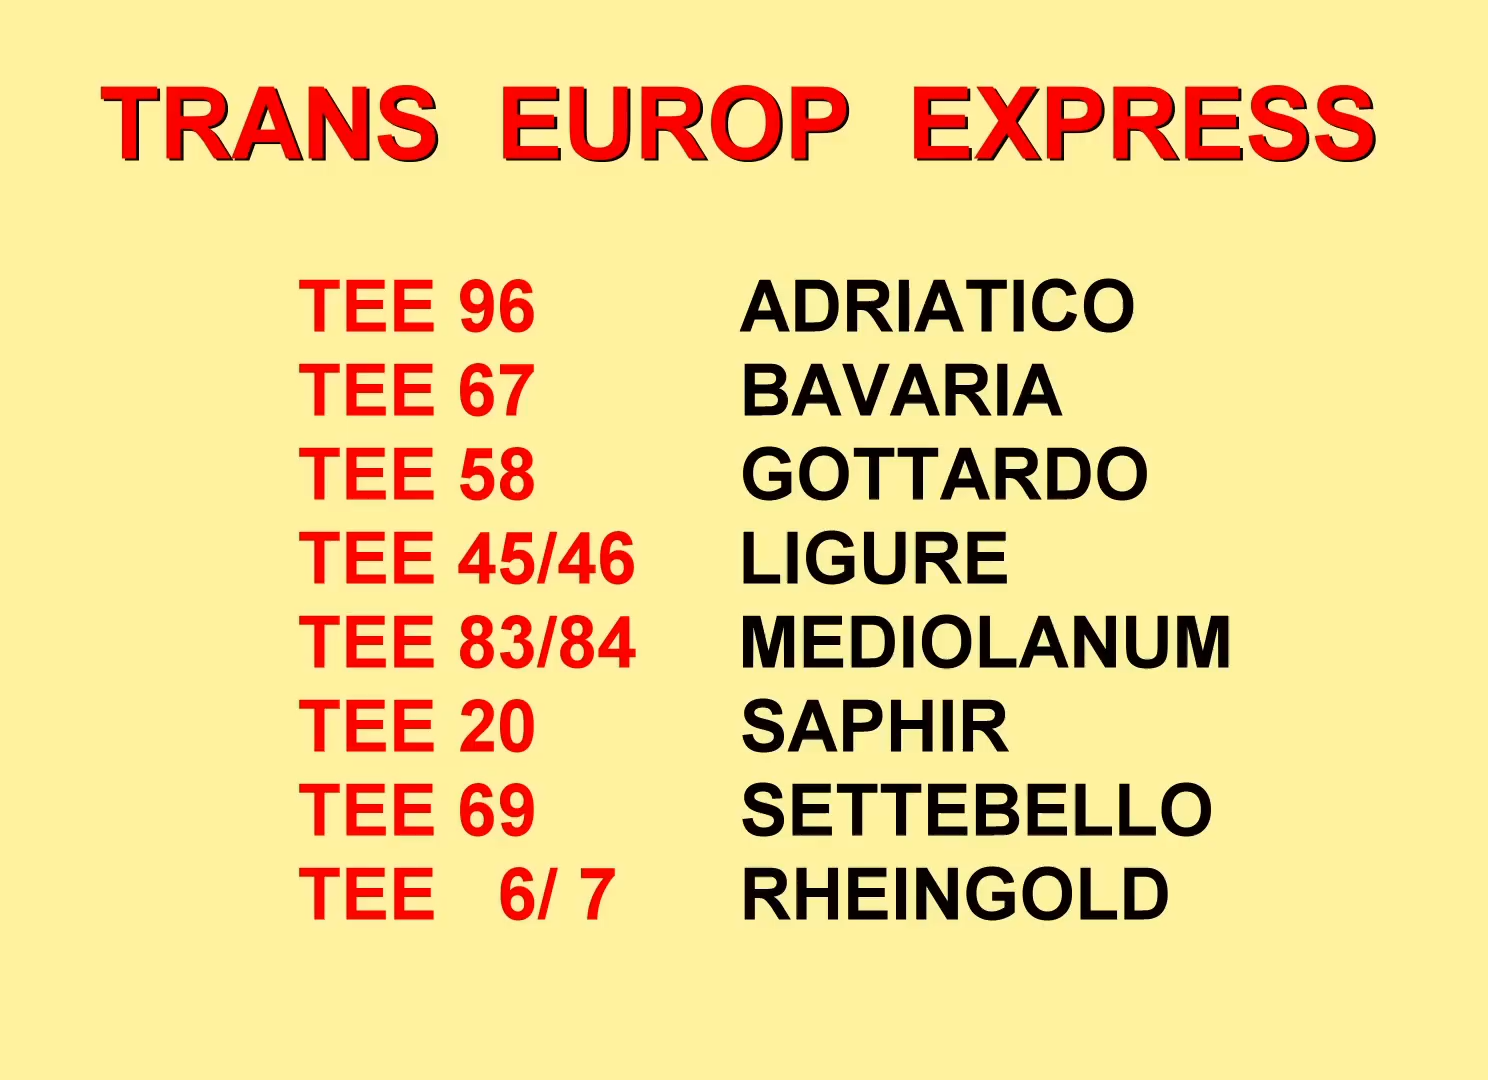 TRANS EUROP EXPRESS
TEE 96 ADRIATICO
TEE 67 BAVARIA
TEE 58 GOTTARDO
TEE 45/46 LIGURE
TEE 83/84 MEDIOLANUM
TEE 20 SAPHIR
TEE 69 SETTEBELLO
TEE 6/ 7 RHEINGOLD